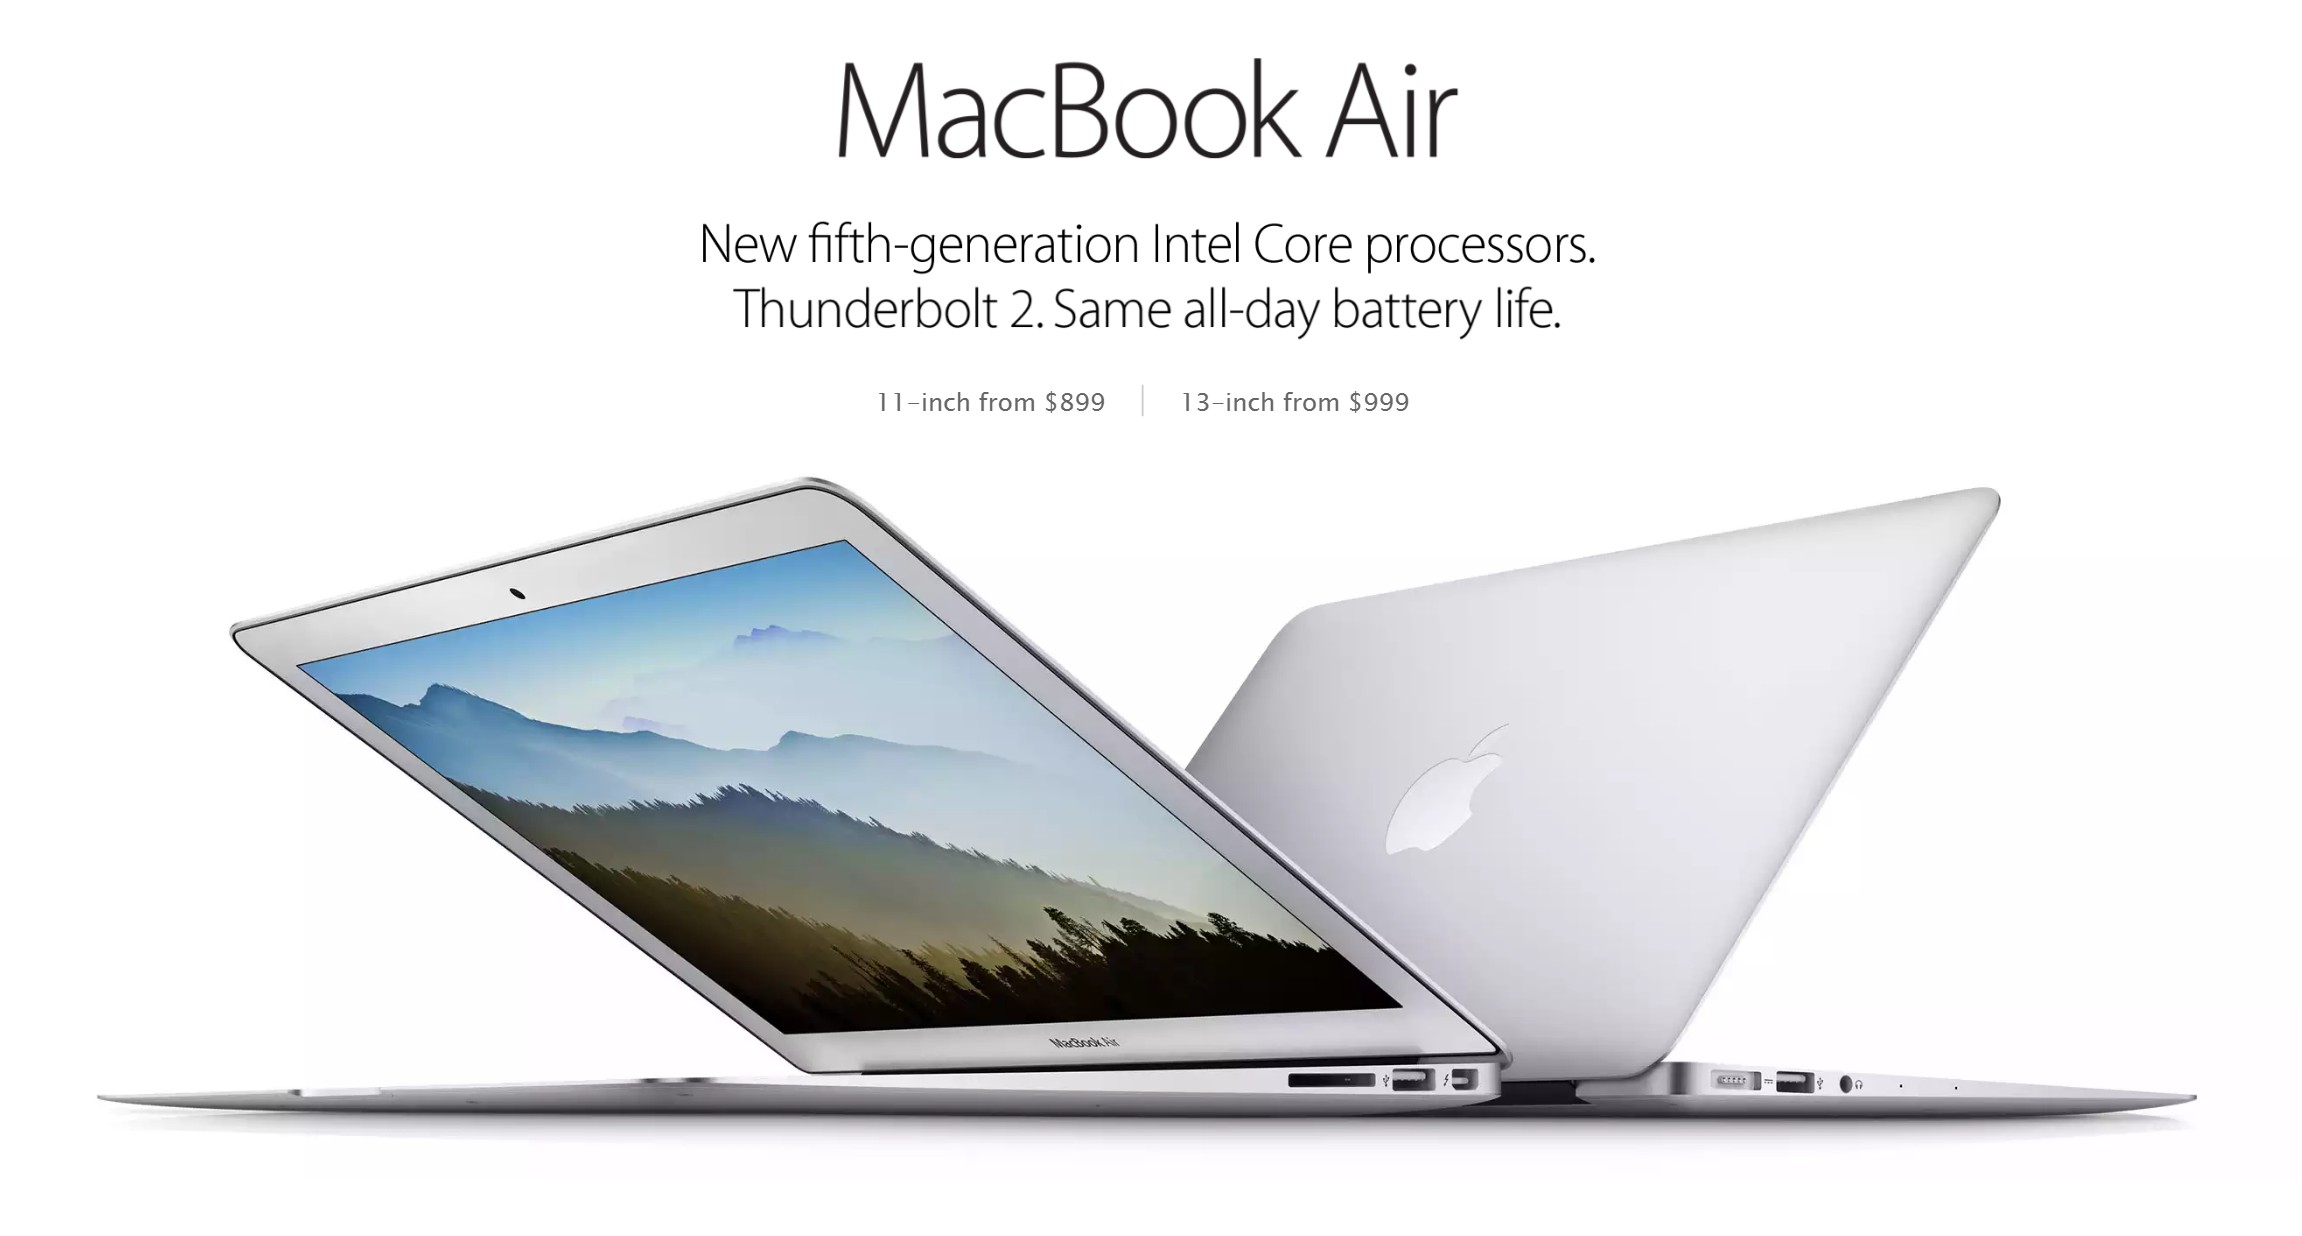 MacBook Air
New fifth-generation Intel Core processors.
Thunderbolt 2. Same all-day battery life.
11-inch from $899 | 13-inch from $999
MacBook Air